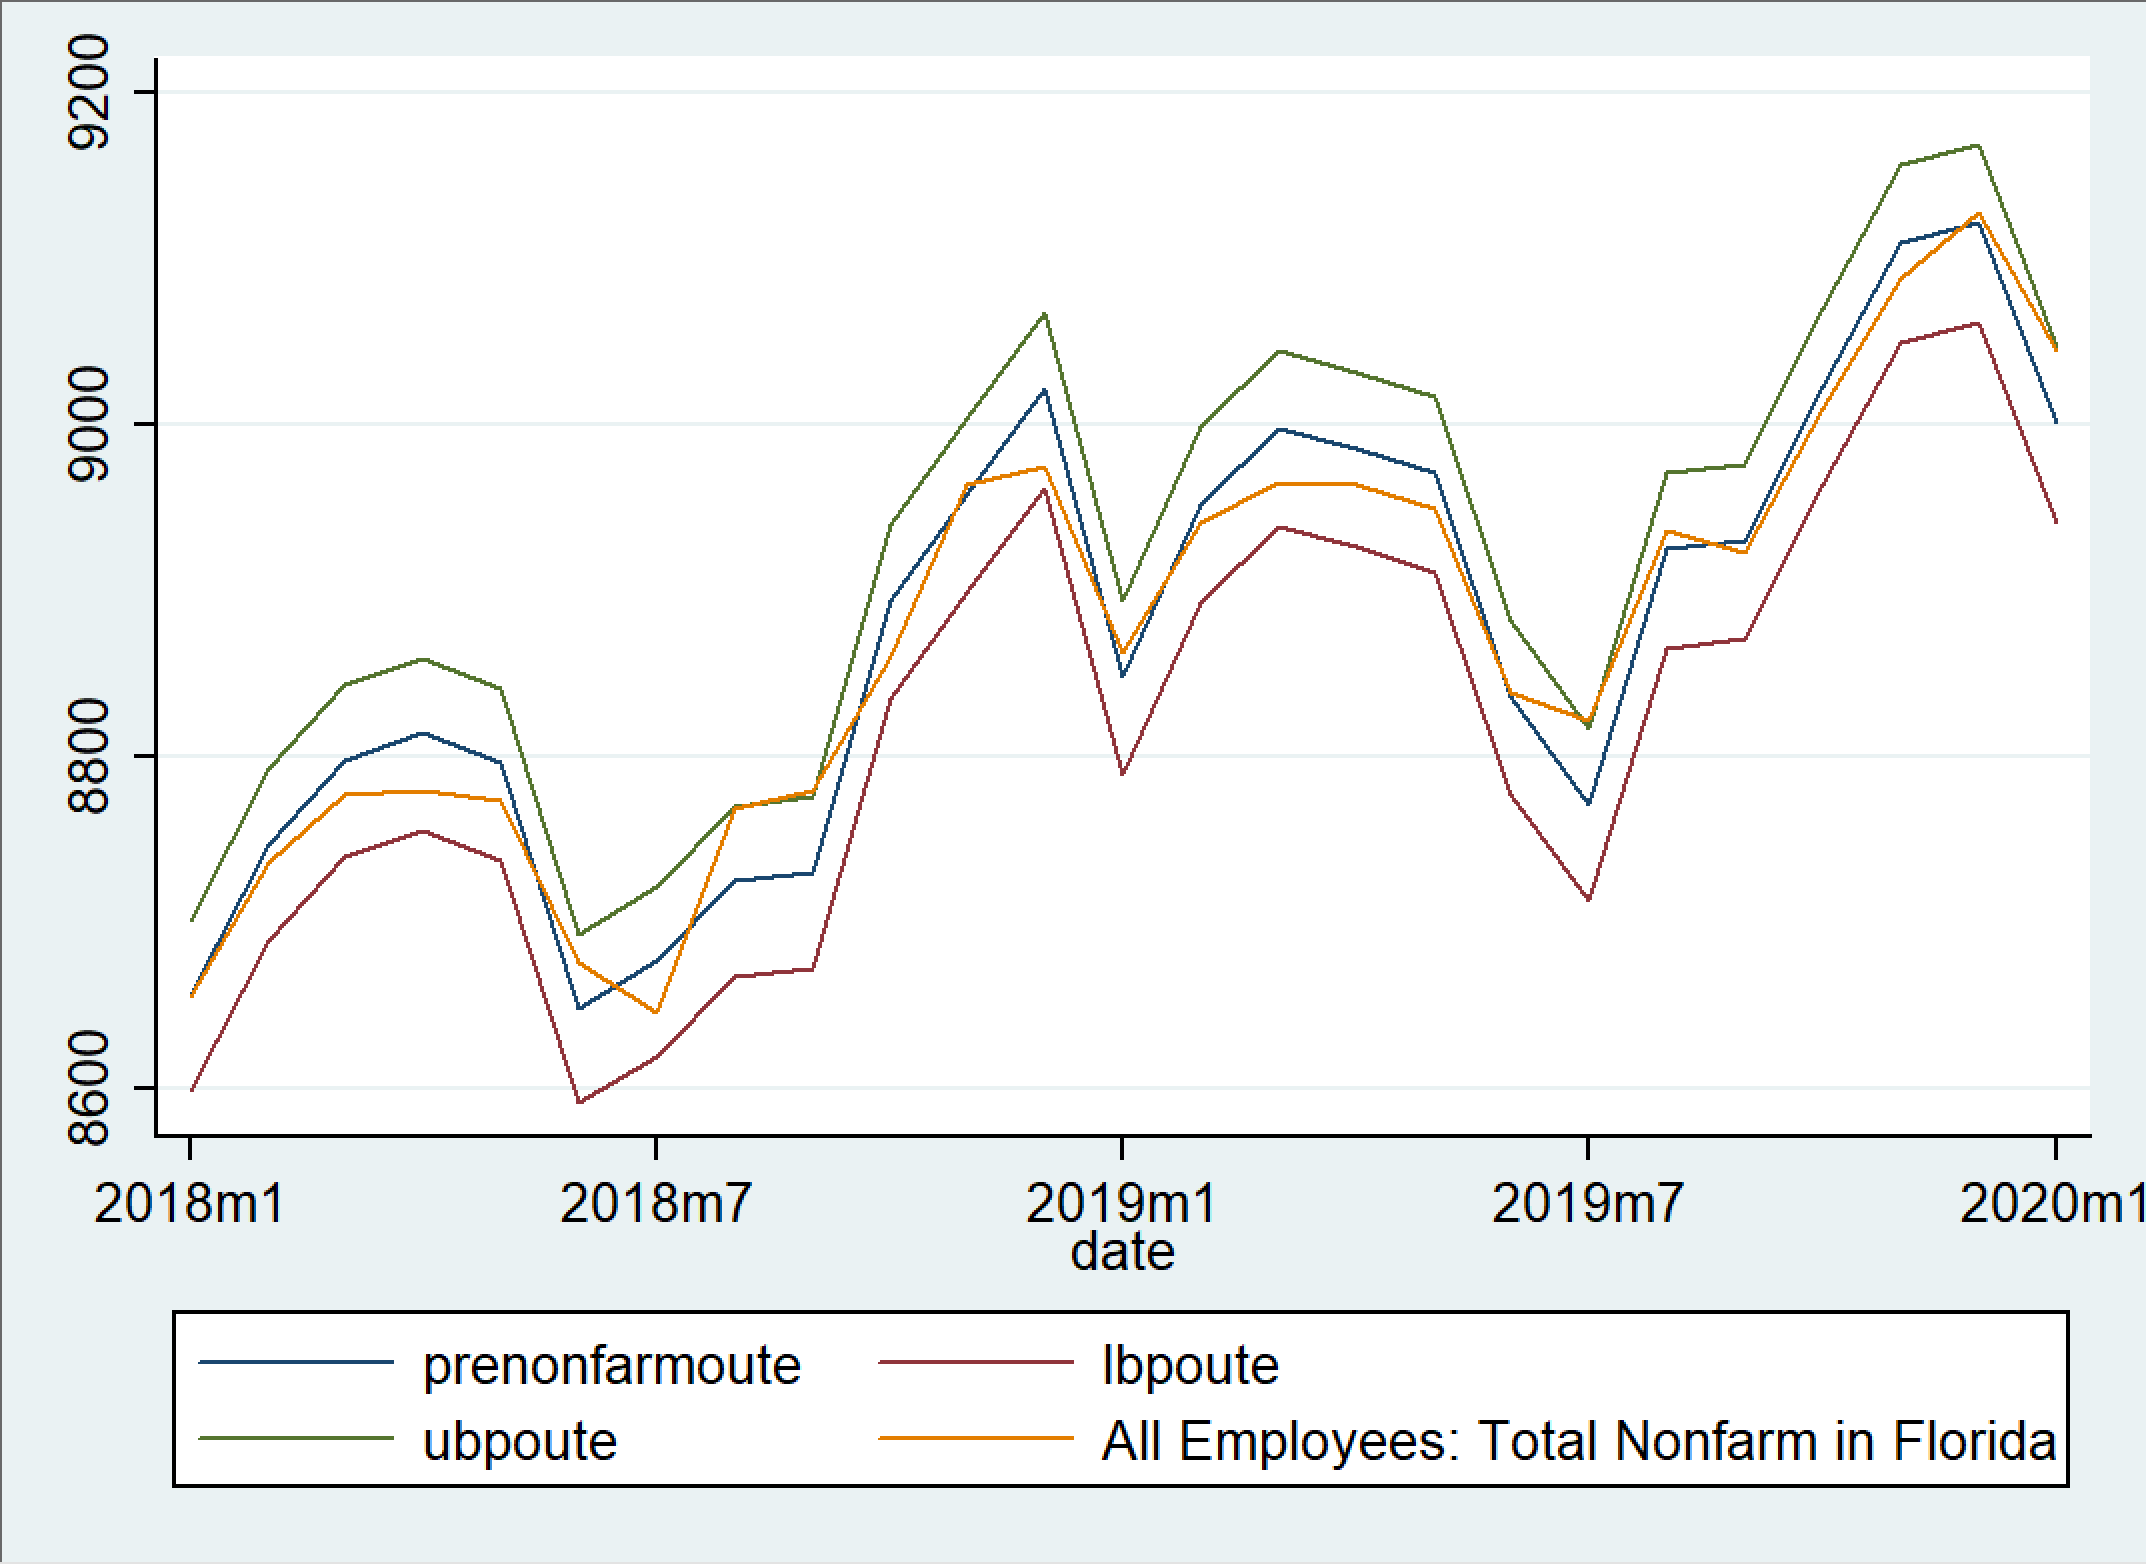 9200
9000
8800
8600
2018m1 2018m7 2019m1 2019m7 2020m1
date
prenonfarmoute lbpoute
ubpoute All Employees: Total Nonfarm in Florida